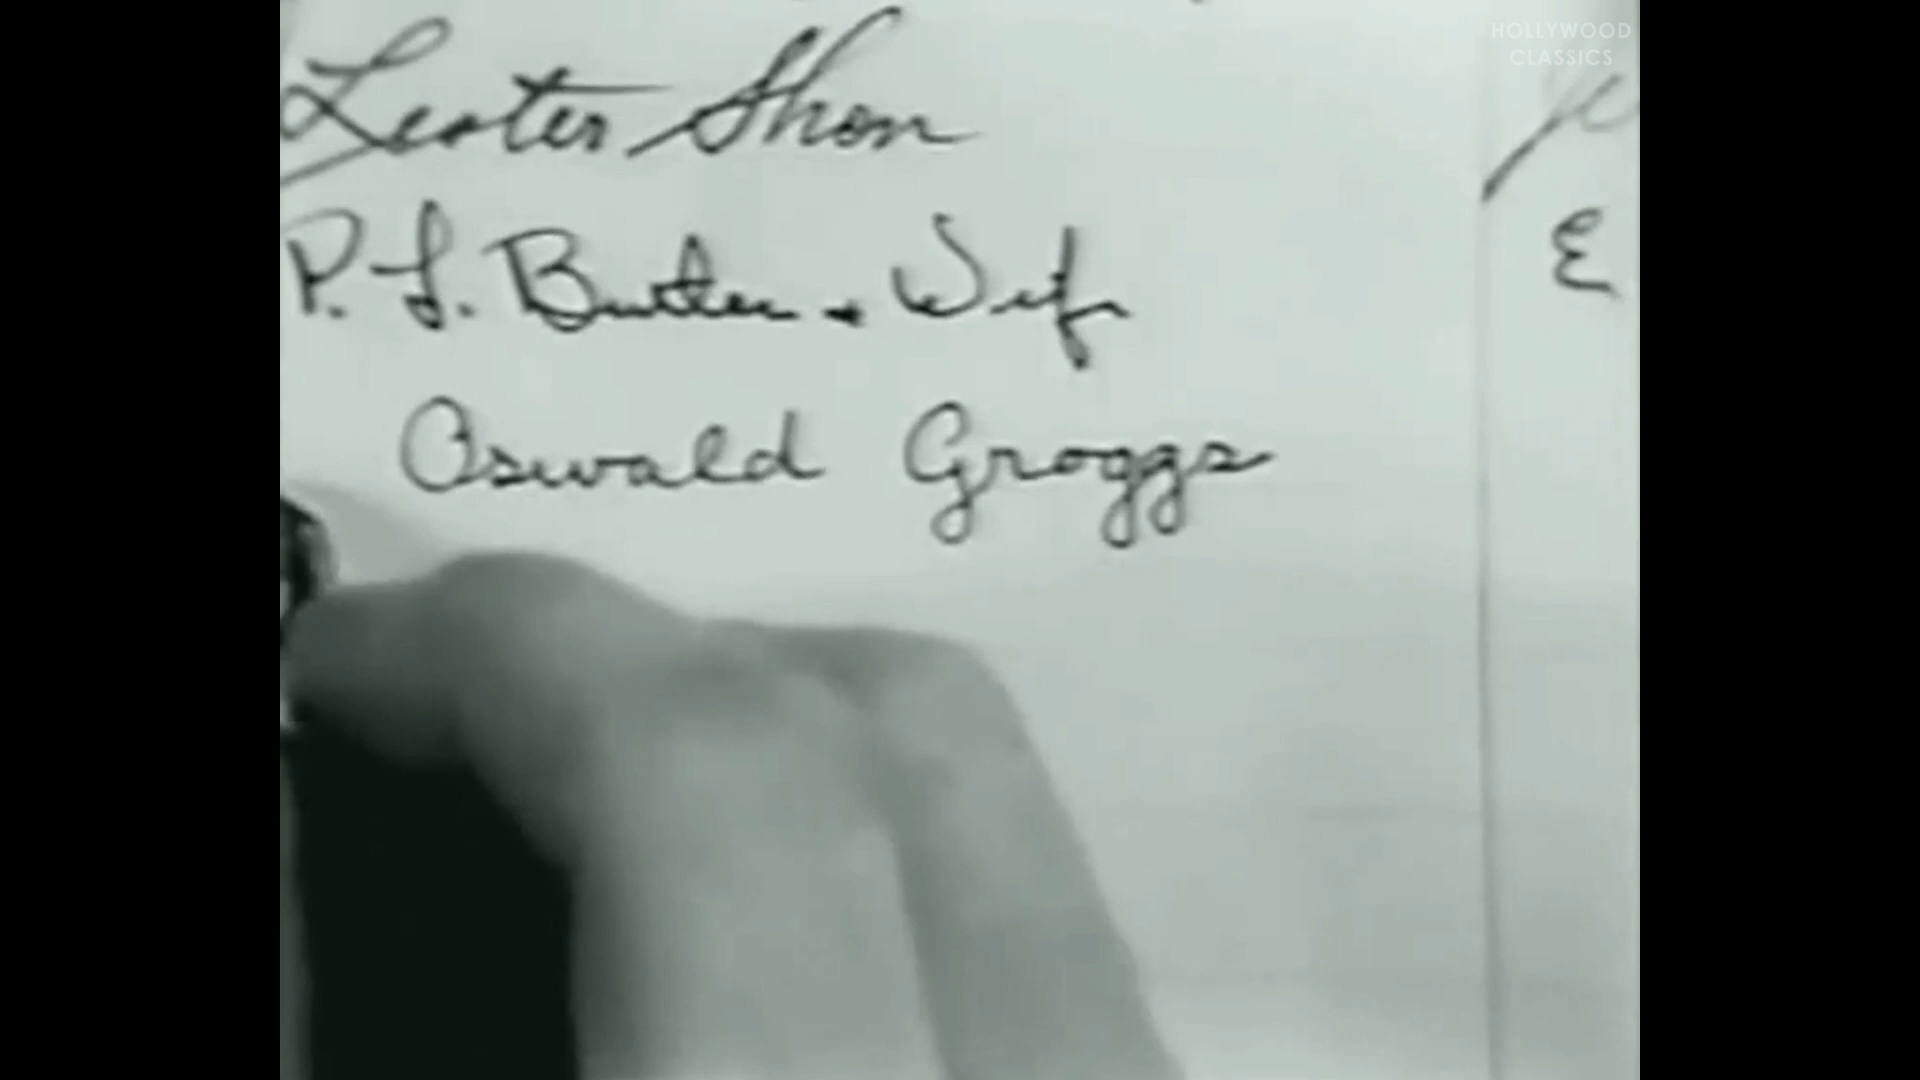 HOLLYWOOD
CLASSICS
Lester Shon
P. L. Butler + Wife
Oswald Groggs
E